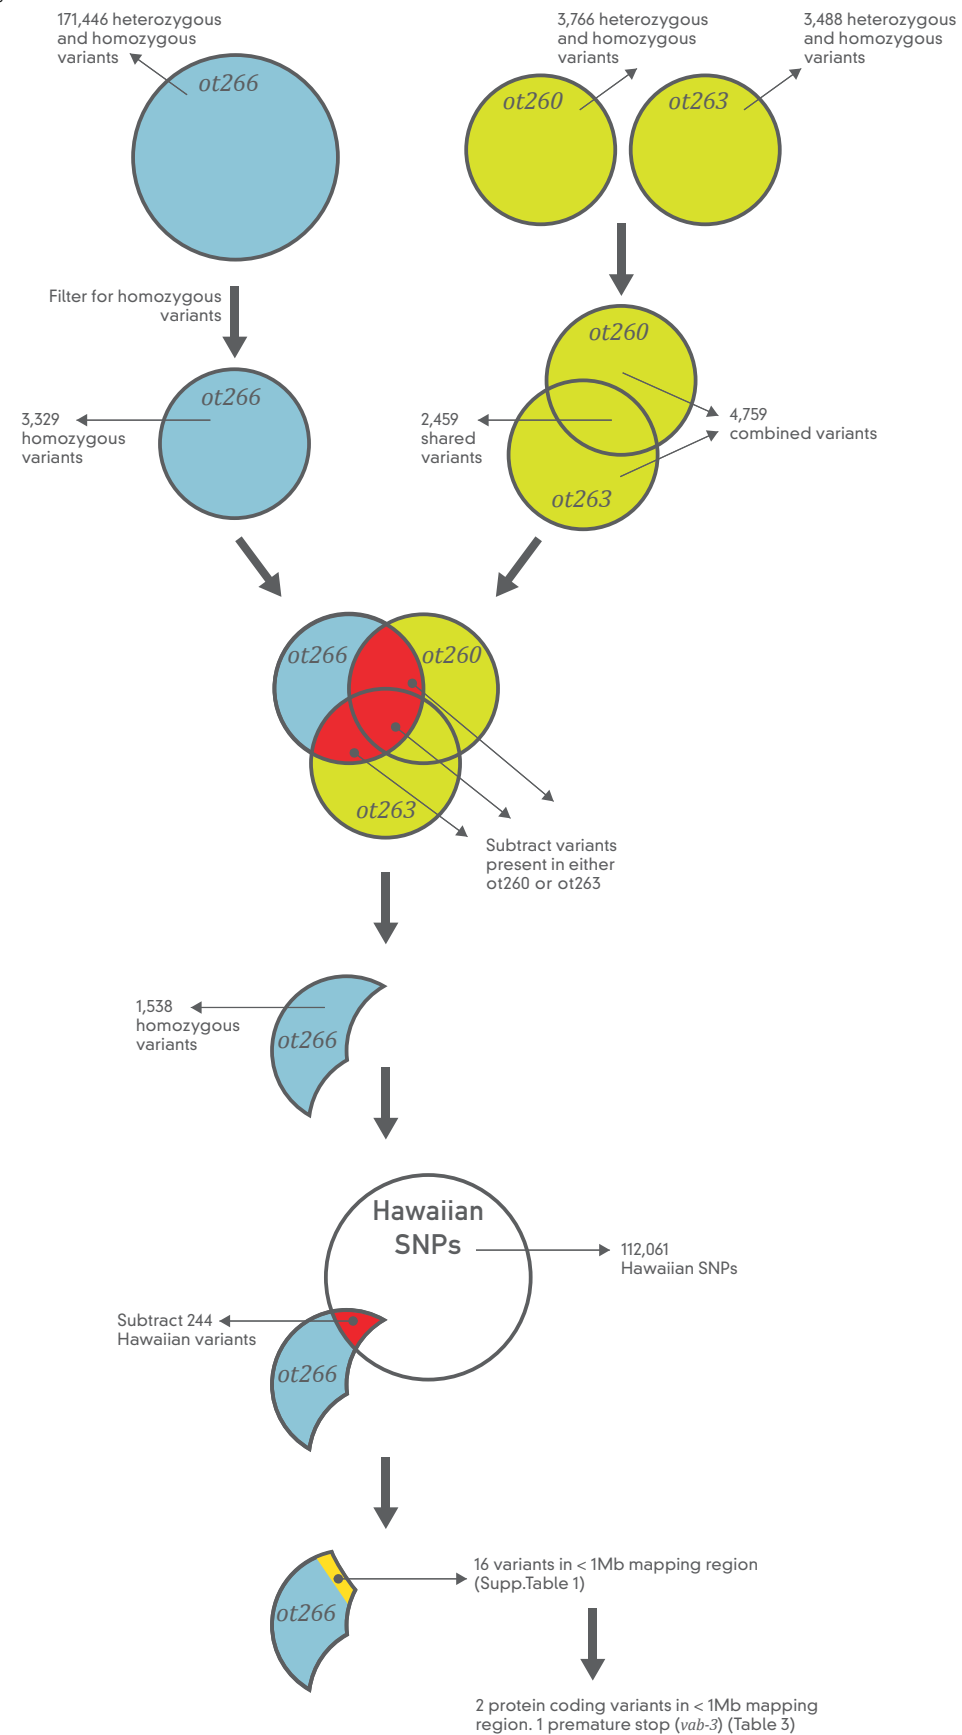 171,446 heterozygous
and homozygous
variants
ot266
3,766 heterozygous
and homozygous
variants
ot260
3,488 heterozygous
and homozygous
variants
ot263
Filter for homozygous
variants
ot266
3,329
homozygous
variants
ot260
2,459
shared
variants
4,759
combined variants
ot263
ot266
ot260
ot263
Subtract variants
present in either
ot260 or ot263
1,538
homozygous
variants
ot266
Hawaiian
SNPs
112,061
Hawaiian SNPs
Subtract 244
Hawaiian variants
ot266
16 variants in < 1Mb mapping region
(Supp.Table 1)
ot266
2 protein coding variants in < 1Mb mapping
region. 1 premature stop (vab-3) (Table 3)